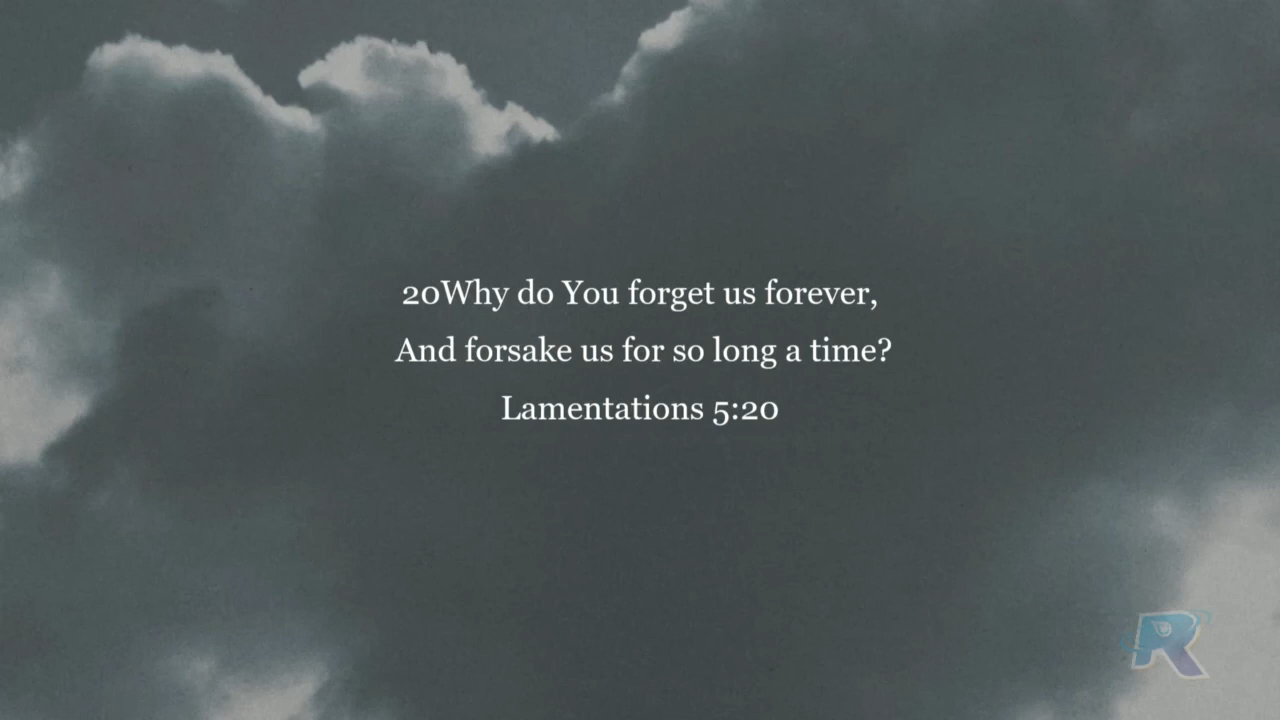 20Why do You forget us forever,
And forsake us for so long a time?
Lamentations 5:20
R